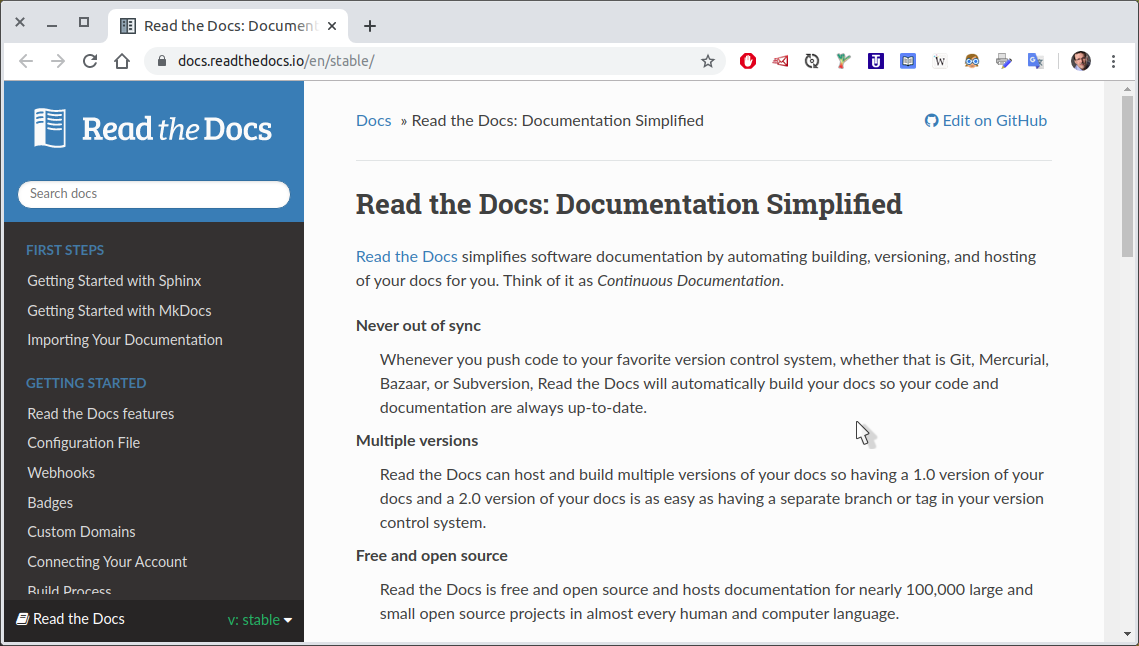 Read the Docs: Document
docs.readthedocs.io/en/stable/
W
Read the Docs
Search docs
FIRST STEPS
Getting Started with Sphinx
Getting Started with MkDocs
Importing Your Documentation
GETTING STARTED
Read the Docs features
Configuration File
Webhooks
Badges
Custom Domains
Connecting Your Account
Build Process
Read the Docs v: stable
Docs » Read the Docs: Documentation Simplified
Edit on GitHub
Read the Docs: Documentation Simplified
Read the Docs simplifies software documentation by automating building, versioning, and hosting
of your docs for you. Think of it as Continuous Documentation.
Never out of sync
Whenever you push code to your favorite version control system, whether that is Git, Mercurial,
Bazaar, or Subversion, Read the Docs will automatically build your docs so your code and
documentation are always up-to-date.
Multiple versions
Read the Docs can host and build multiple versions of your docs so having a 1.0 version of your
docs and a 2.0 version of your docs is as easy as having a separate branch or tag in your version
control system.
Free and open source
Read the Docs is free and open source and hosts documentation for nearly 100,000 large and
small open source projects in almost every human and computer language.